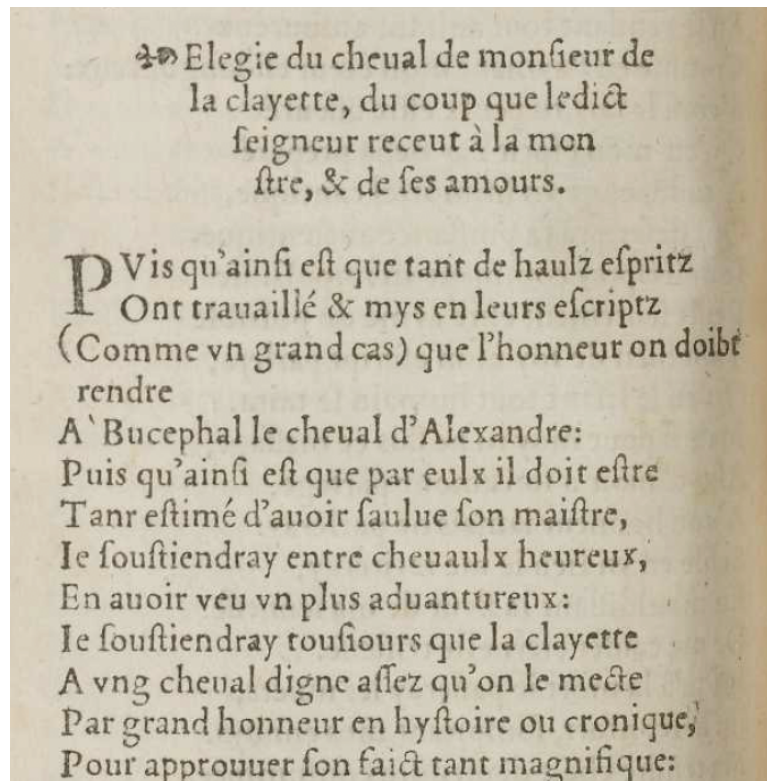 Elegie du cheual de monſieur de
la clayette, du coup que ledict
ſeigneur receut à la mon
ſtre, & de ſes amours.
PVis qu'ainſi eſt que tant de haulz eſpritz
Ont trauaillé & mys en leurs eſcriptz
(Comme vn grand cas) que l'honneur on doibt
rendre
A` Bucephal le cheual d'Alexandre:
Puis qu'ainſi eſt que par eulx il doit eſtre
Tanr eſtimé d'auoir ſaulue ſon maiſtre,
Ie ſouſtiendray entre cheuaulx heureux,
En auoir veu vn plus aduantureux:
Ie ſouſtiendray touſiours que la clayette
A vng cheual digne aſſez qu'on le mecte
Par grand honneur en hyſtoire ou cronique,
Pour approuuer ſon faict tant magnifique: